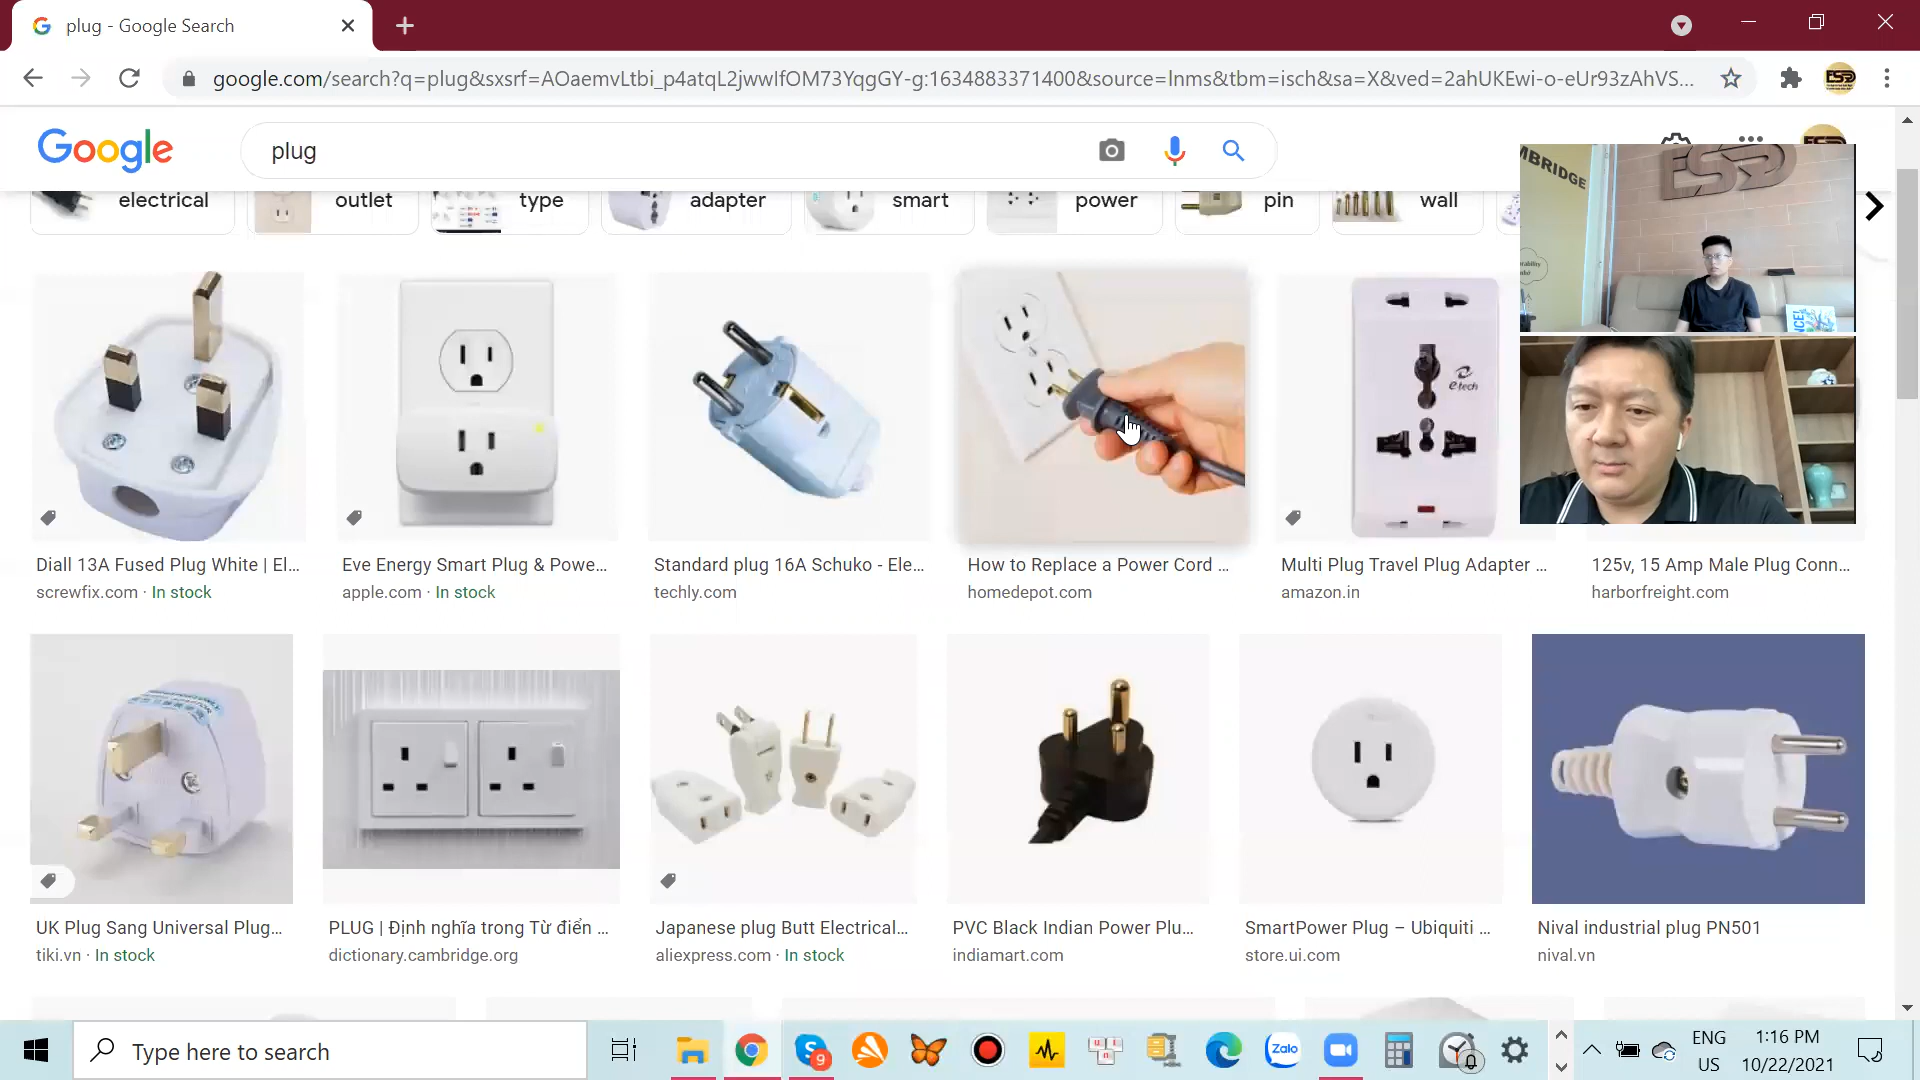 plug - Google Search
google.com/search?q=plug&sxsrf=AOaemvLtbi_p4atqL2jwwIfOM73YqgGY-g:1634883371400&source=lnms&tbm=isch&sa=X&ved=2ahUKEwi-o-eUr93zAhVS...
Google
plug
electrical
outlet
type
adapter
smart
power
pin
wall
MBRIDGE
ESD
etech
Diall 13A Fused Plug White | El...
screwfix.com · In stock
Eve Energy Smart Plug & Powe...
apple.com · In stock
Standard plug 16A Schuko - Ele...
techly.com
How to Replace a Power Cord ...
homedepot.com
Multi Plug Travel Plug Adapter ...
amazon.in
125v, 15 Amp Male Plug Conn...
harborfreight.com
UK Plug Sang Universal Plug...
tiki.vn · In stock
PLUG | Định nghĩa trong Từ điển ...
dictionary.cambridge.org
Japanese plug Butt Electrical...
aliexpress.com · In stock
PVC Black Indian Power Plu...
indiamart.com
SmartPower Plug – Ubiquiti ...
store.ui.com
Nival industrial plug PN501
nival.vn
Type here to search
9
Zalo
ENG
US
1:16 PM
10/22/2021